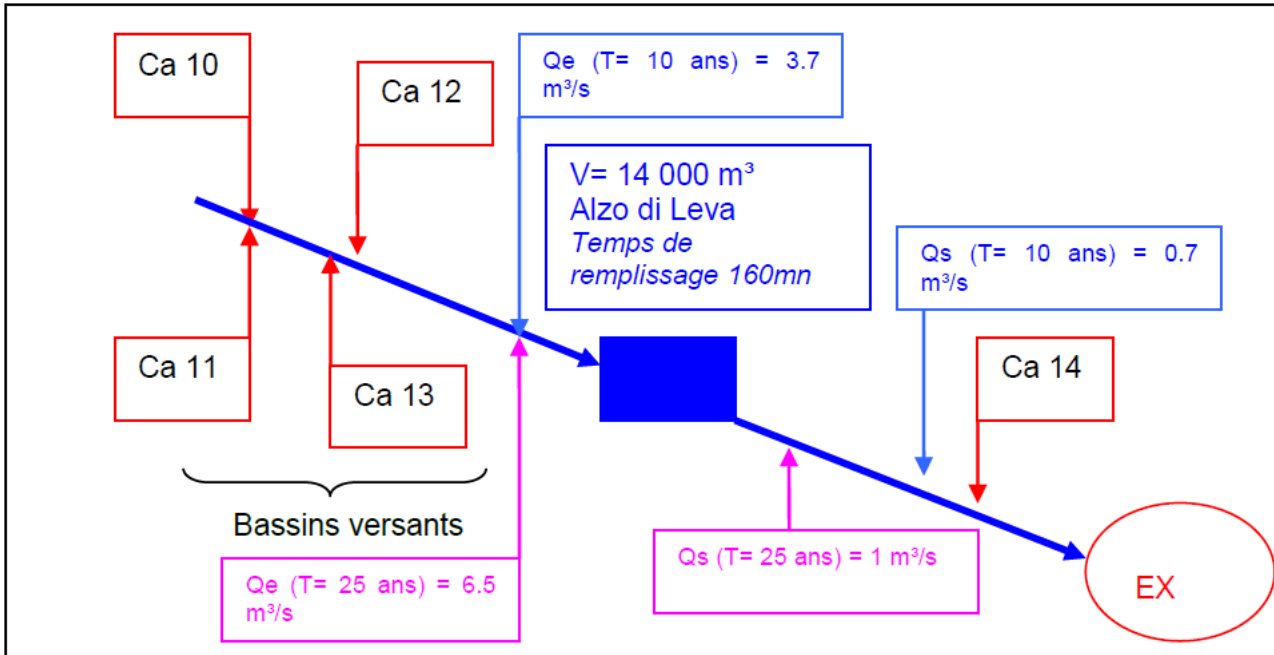 Ca 10
Ca 12
Qe (T= 10 ans) = 3.7
m³/s
V= 14 000 m³
Alzo di Leva
Temps de
remplissage 160mn
Qs (T= 10 ans) = 0.7
m³/s
Ca 11
Ca 13
Ca 14
Bassins versants
Qe (T= 25 ans) = 6.5
m³/s
Qs (T= 25 ans) = 1 m³/s
EX